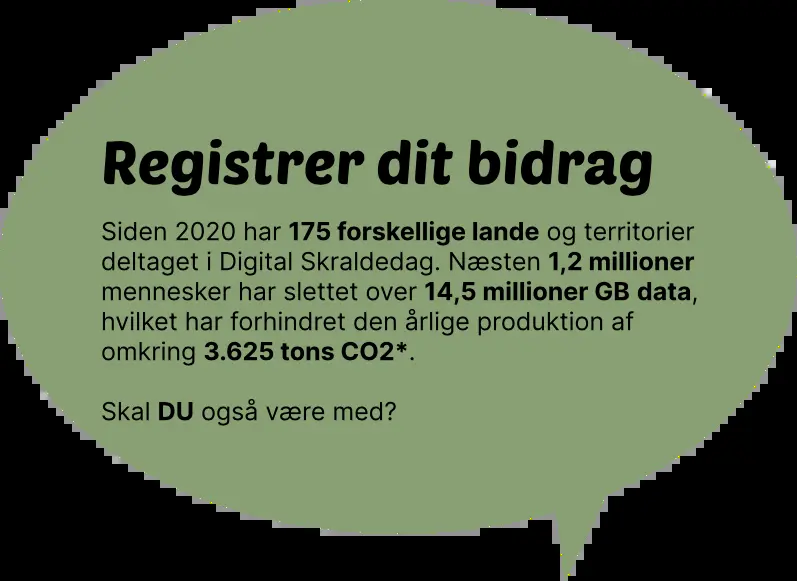 Registrer dit bidrag
Siden 2020 har 175 forskellige lande og territorier
deltaget i Digital Skraldedag. Næsten 1,2 millioner
mennesker har slettet over 14,5 millioner GB data,
hvilket har forhindret den årlige produktion af
omkring 3.625 tons CO2*.
Skal DU også være med?